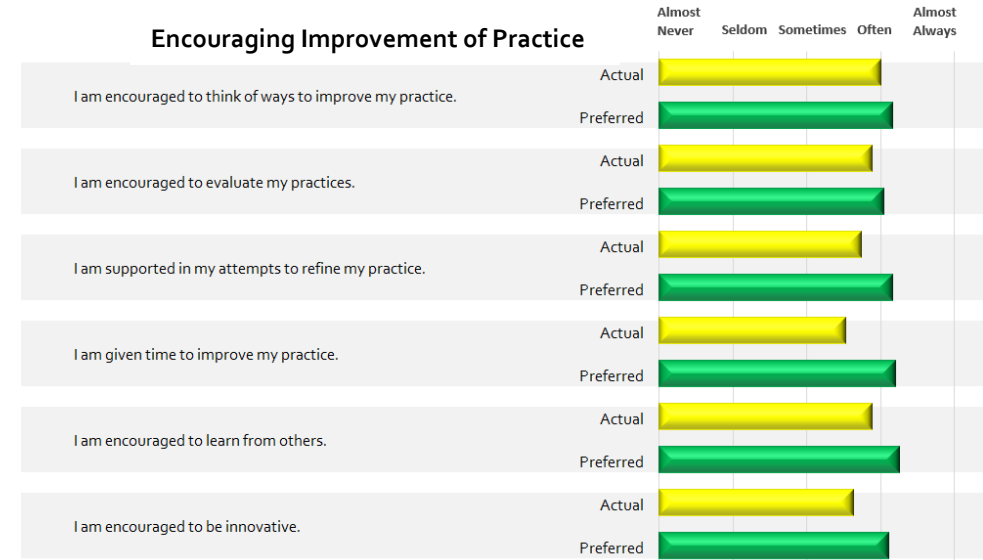 Almost Never Seldom Sometimes Often Almost Always
Encouraging Improvement of Practice
Actual
I am encouraged to think of ways to improve my practice.
Preferred
Actual
I am encouraged to evaluate my practices.
Preferred
Actual
I am supported in my attempts to refine my practice.
Preferred
Actual
I am given time to improve my practice.
Preferred
Actual
I am encouraged to learn from others.
Preferred
Actual
I am encouraged to be innovative.
Preferred